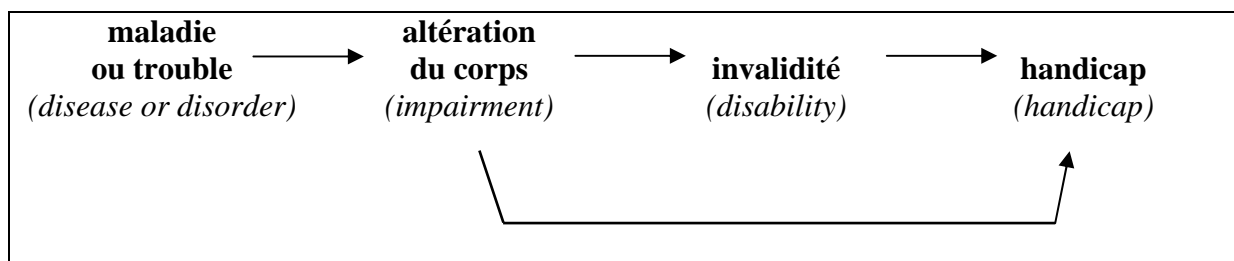 maladie
ou trouble
(disease or disorder)
altération
du corps
(impairment)
invalidité
(disability)
handicap
(handicap)